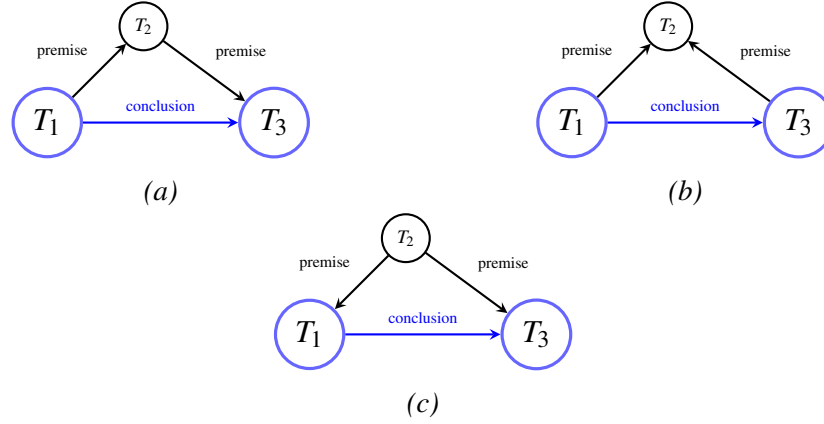 T₂
premise
premise
conclusion
T₁
T₃
(a)
T₂
premise
premise
conclusion
T₁
T₃
(b)
T₂
premise
premise
conclusion
T₁
T₃
(c)